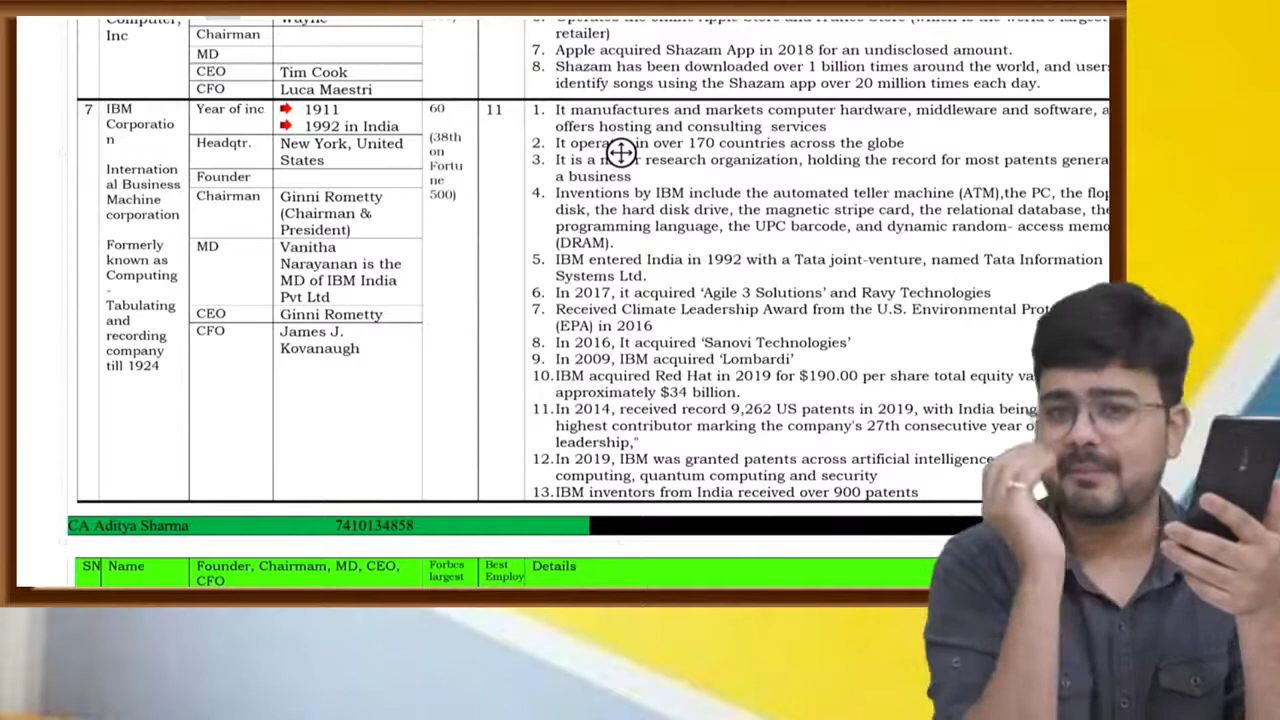 Computer,
Inc
Wayne
Chairman
MD
CEO Tim Cook
CFO Luca Maestri
retailer)
7. Apple acquired Shazam App in 2018 for an undisclosed amount.
8. Shazam has been downloaded over 1 billion times around the world, and users
identify songs using the Shazam app over 20 million times each day.
7
IBM
Corporatio
n
Internation
al Business
Machine
corporation
Formerly
known as
Computing
-
Tabulating
and
recording
company
till 1924
Year of inc 1911
1992 in India
Headqtr. New York, United
States
Founder
Chairman Ginni Rometty
(Chairman &
President)
MD Vanitha
Narayanan is the
MD of IBM India
Pvt Ltd
CEO Ginni Rometty
CFO James J.
Kovanaugh
60
(38th
on
Fortu
ne
500)
11
1. It manufactures and markets computer hardware, middleware and software, a
offers hosting and consulting services
2. It opera in over 170 countries across the globe
3. It is a r research organization, holding the record for most patents genera
a business
4. Inventions by IBM include the automated teller machine (ATM),the PC, the flop
disk, the hard disk drive, the magnetic stripe card, the relational database, the
programming language, the UPC barcode, and dynamic random- access memo
(DRAM).
5. IBM entered India in 1992 with a Tata joint-venture, named Tata Information
Systems Ltd.
6. In 2017, it acquired ‘Agile 3 Solutions’ and Ravy Technologies
7. Received Climate Leadership Award from the U.S. Environmental Prot
(EPA) in 2016
8. In 2016, It acquired ‘Sanovi Technologies’
9. In 2009, IBM acquired ‘Lombardi’
10.IBM acquired Red Hat in 2019 for $190.00 per share total equity va
approximately $34 billion.
11.In 2014, received record 9,262 US patents in 2019, with India being
highest contributor marking the company's 27th consecutive year o
leadership,"
12.In 2019, IBM was granted patents across artificial intelligence
computing, quantum computing and security
13.IBM inventors from India received over 900 patents
CA Aditya Sharma 7410134858
SN Name Founder, Chairmam, MD, CEO,
CFO
Forbes
largest
Best
Employ
Details